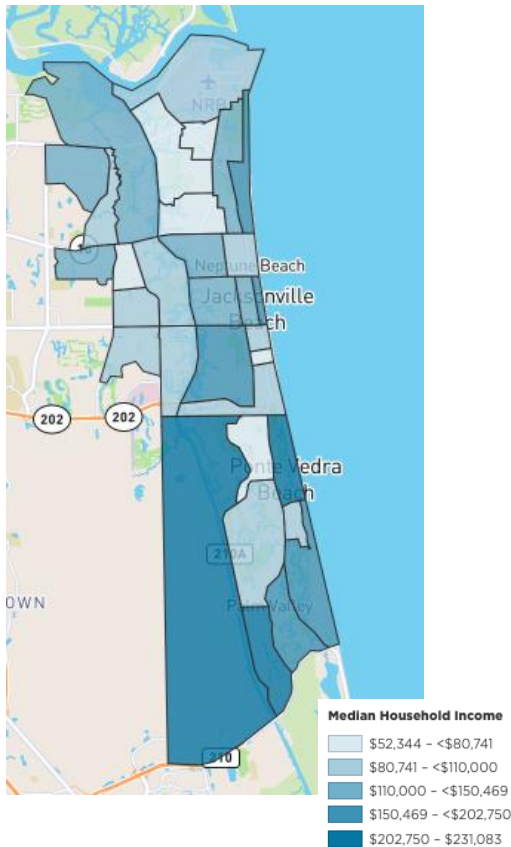 NRB
Neptune Beach
Jacksonville
Beach
202
202
Ponte Vedra
Beach
210A
OWN
Palm Valley
210
Median Household Income
$52,344 - <$80,741
$80,741 - <$110,000
$110,000 - <$150,469
$150,469 - <$202,750
$202,750 - $231,083